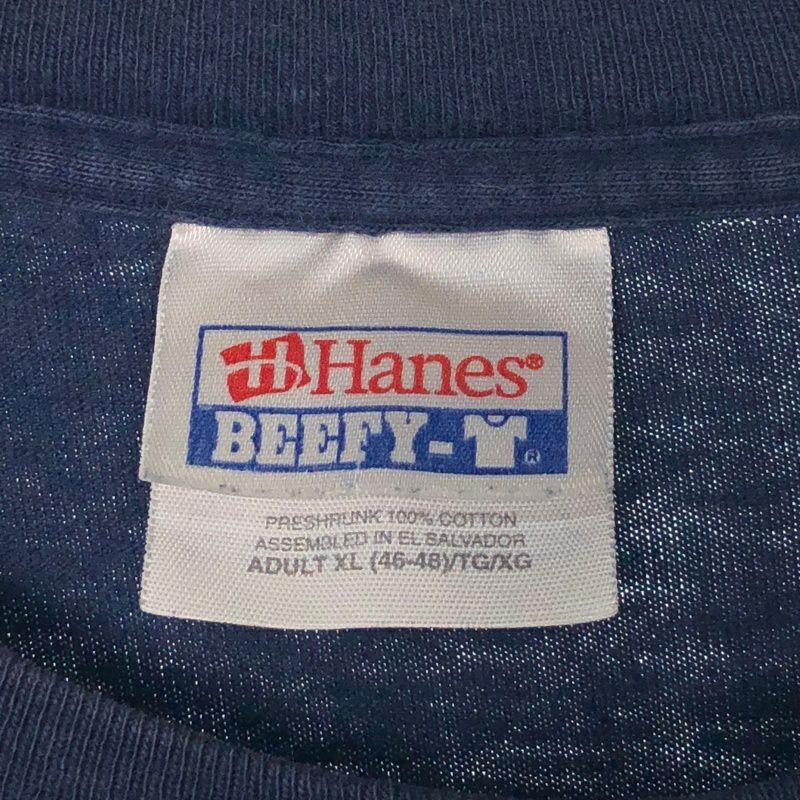 Hanes®
BEEFY-T®
PRESHRUNK 100% COTTON
ASSEMBLED IN EL SALVADOR
ADULT XL (46-48)/TG/XG